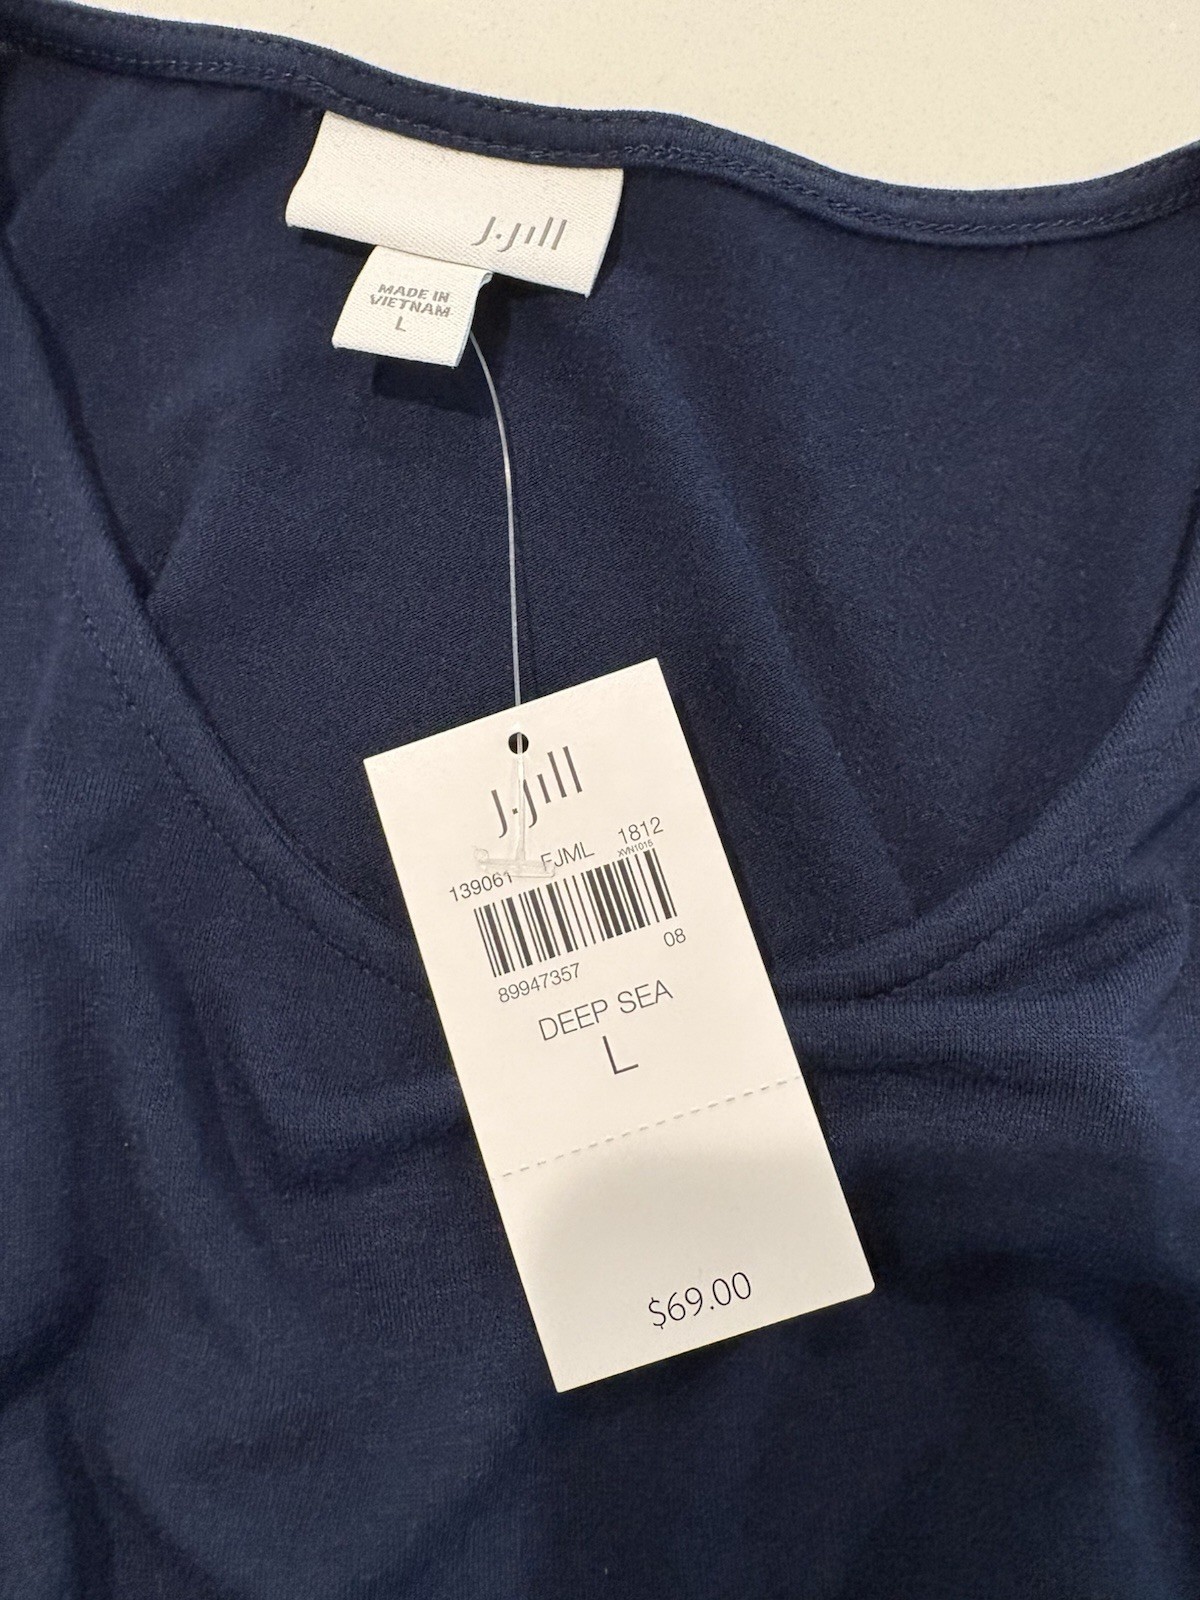 J.Jill
MADE IN
VIETNAM
L
J.Jill
139061 FJML 1812
XVN1015
89947357 08
DEEP SEA
L
$69.00